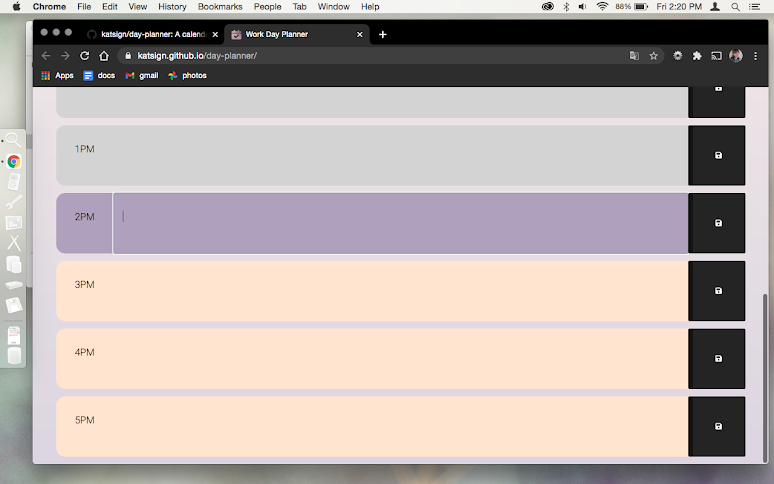 Chrome File Edit View History Bookmarks People Tab Window Help 88% Fri 2:20 PM
katsign/day-planner: A calend Work Day Planner
katsign.github.io/day-planner/
Apps docs gmail photos
1PM
2PM
3PM
4PM
5PM